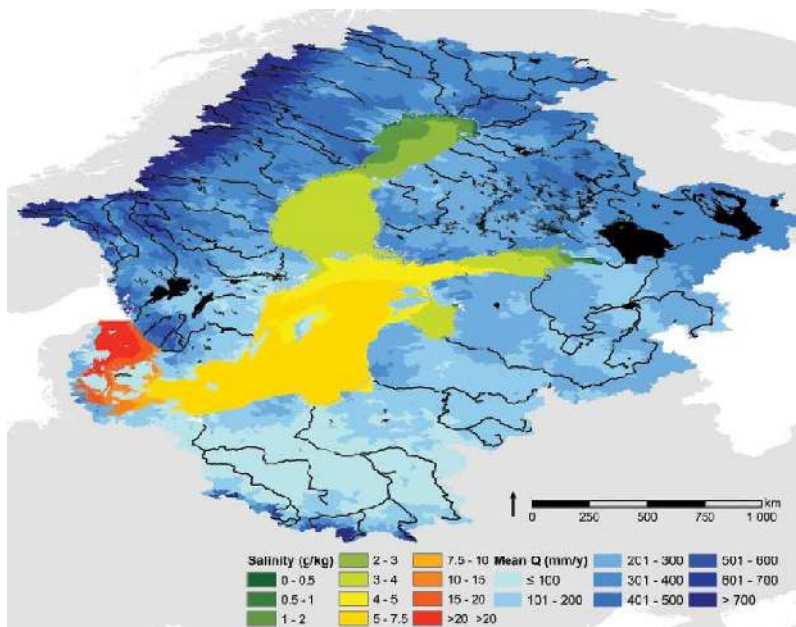 km
0 250 500 750 1 000
Salinity (g/kg)
0 - 0.5
0.5 - 1
1 - 2
2 - 3
3 - 4
4 - 5
5 - 7.5
7.5 - 10
10 - 15
15 - 20
>20 >20
Mean Q (mm/y)
≤ 100
101 - 200
201 - 300
301 - 400
401 - 500
501 - 600
601 - 700
> 700